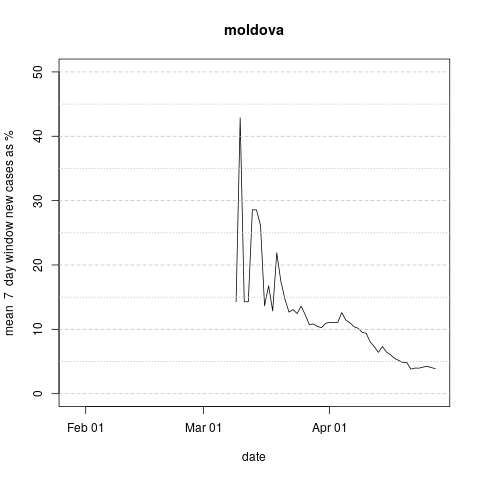 moldova
mean 7 day window new cases as %
50
40
30
20
10
0
Feb 01
Mar 01
Apr 01
date